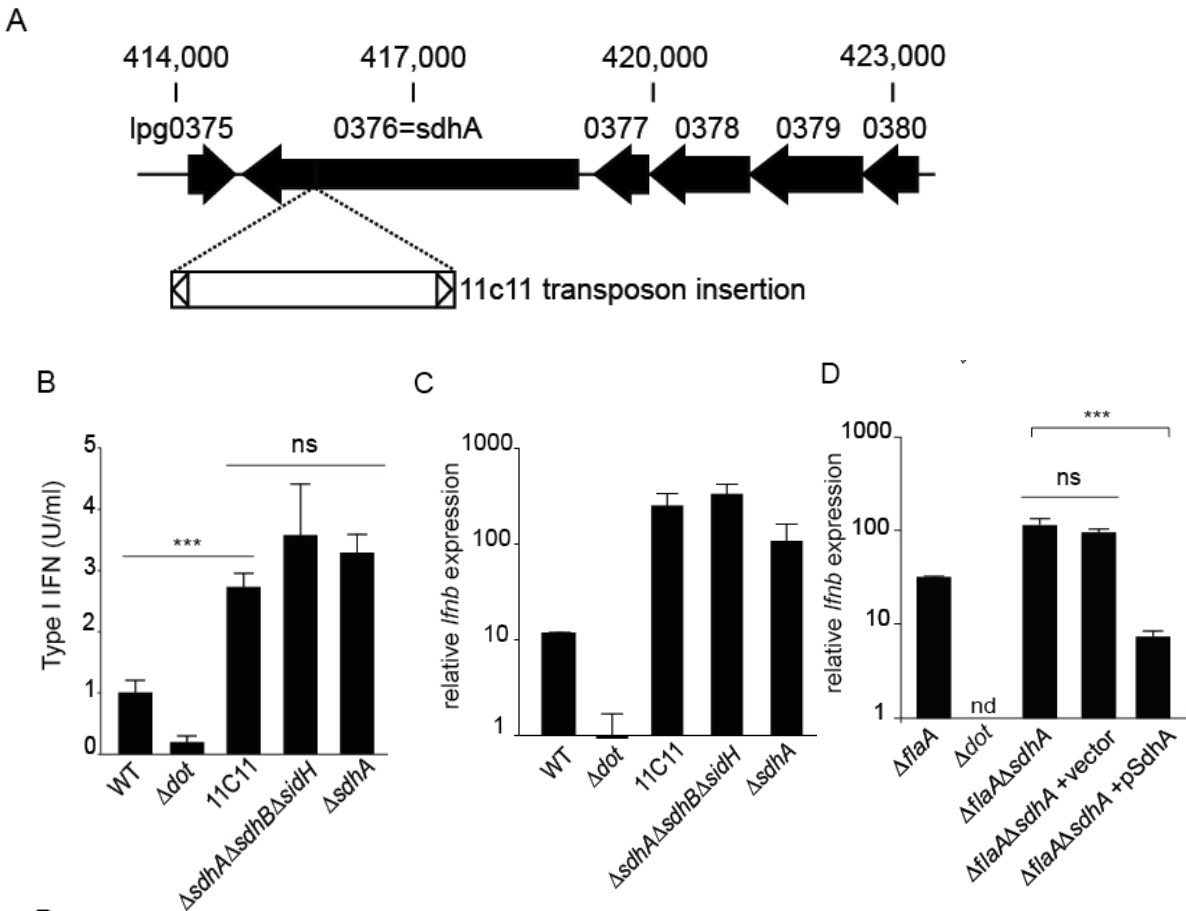 A
414,000 417,000 420,000 423,000
lpg0375 0376=sdhA 0377 0378 0379 0380
11c11 transposon insertion
B
Type I IFN (U/ml)
5
4
3
2
1
0
***
ns
WT
Δdot
11C11
ΔsdhAΔsdhBΔsidH
ΔsdhA
C
relative Ifnb expression
1000
100
10
1
WT
Δdot
11C11
ΔsdhAΔsdhBΔsidH
ΔsdhA
D
relative Ifnb expression
1000
100
10
1
***
ns
nd
ΔflaA
Δdot
ΔflaAΔsdhA
ΔflaAΔsdhA +vector
ΔflaAΔsdhA +pSdhA